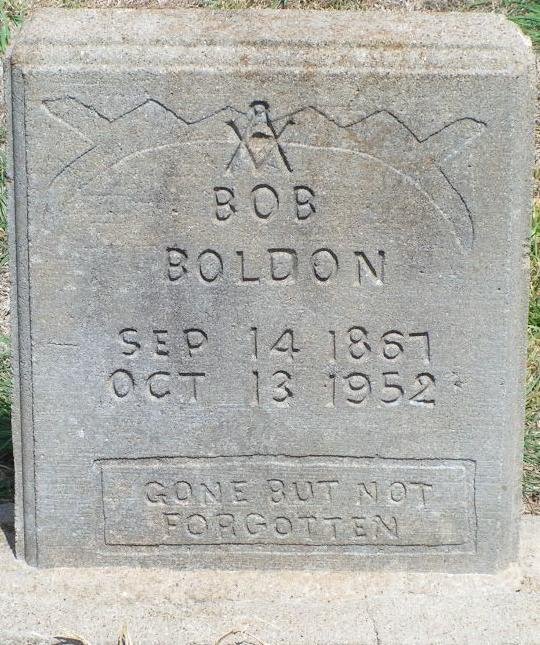 BOB
BOLDON
SEP 14 1867
OCT 13 1952
GONE BUT NOT
FORGOTTEN